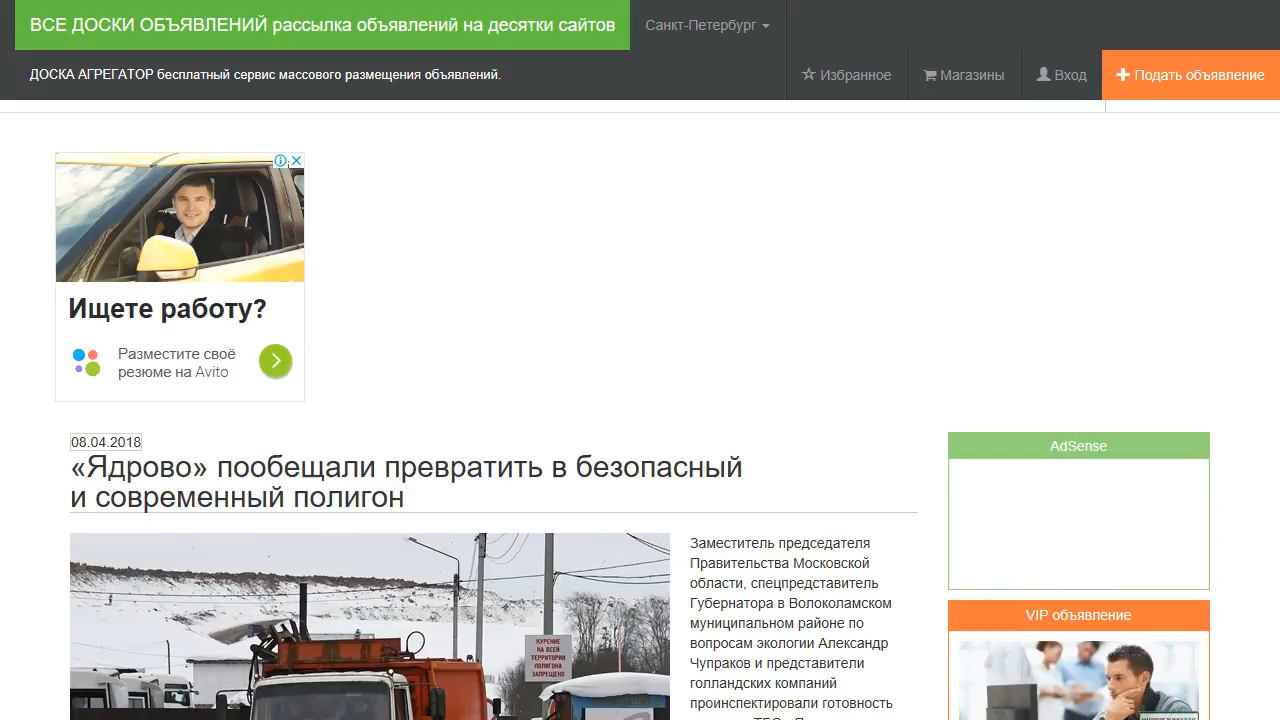 ВСЕ ДОСКИ ОБЪЯВЛЕНИЙ рассылка объявлений на десятки сайтов
Санкт-Петербург
ДОСКА АГРЕГАТОР бесплатный сервис массового размещения объявлений.
Избранное
Магазины
Вход
Подать объявление
Ищете работу?
Разместите своё
резюме на Avito
08.04.2018
«Ядрово» пообещали превратить в безопасный
и современный полигон
КУРЕНИЕ
НА ВСЕЙ
ТЕРРИТОРИИ
ПОЛИГОНА
ЗАПРЕЩЕНО
Заместитель председателя
Правительства Московской
области, спецпредставитель
Губернатора в Волоколамском
муниципальном районе по
вопросам экологии Александр
Чупраков и представители
голландских компаний
проинспектировали готовность
AdSense
VIP объявление